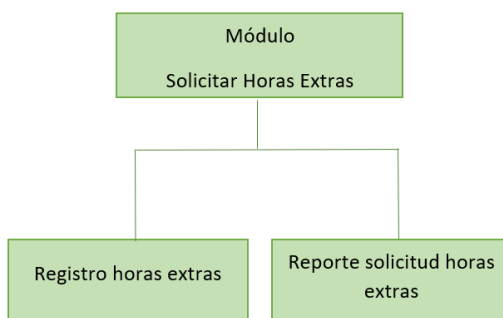 Módulo
Solicitar Horas Extras
Registro horas extras
Reporte solicitud horas
extras